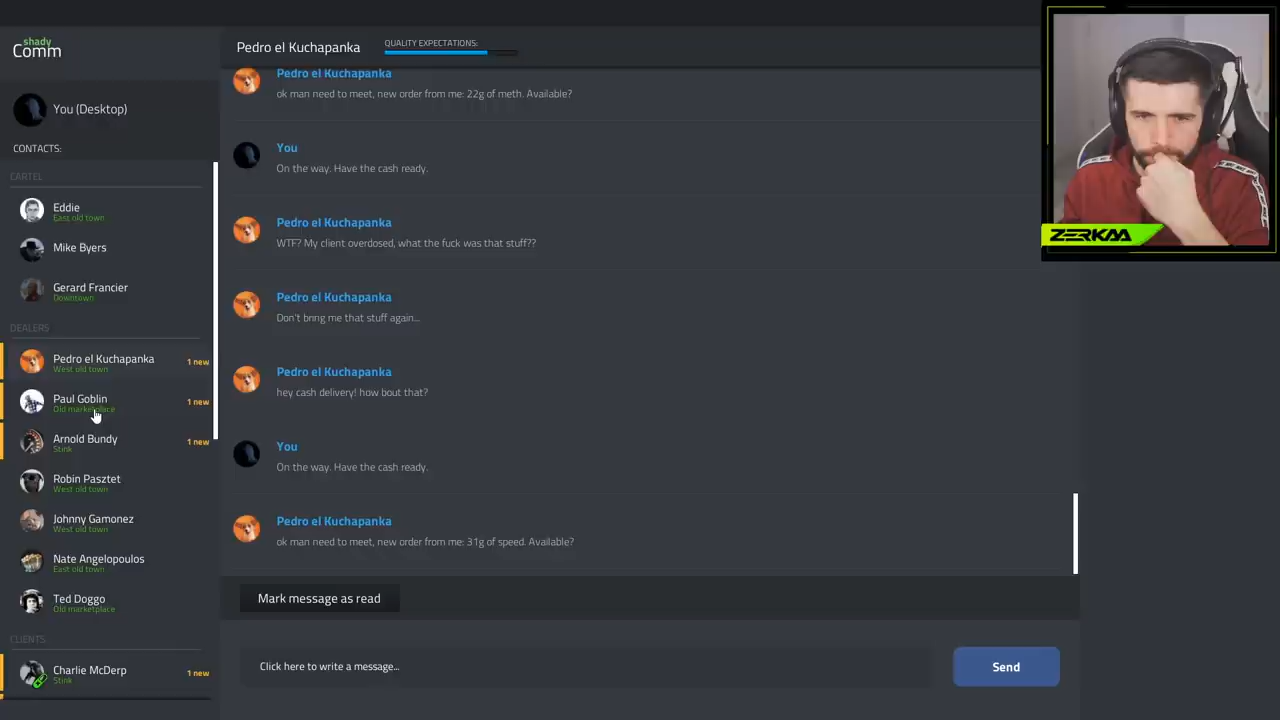 shady
Comm
You (Desktop)
CONTACTS:
CARTEL
Eddie
East old town
Mike Byers
Gerard Francier
Downtown
DEALERS
Pedro el Kuchapanka
West old town
1 new
Paul Goblin
Old marketplace
1 new
Arnold Bundy
Stink
1 new
Robin Pasztet
West old town
Johnny Gamonez
West old town
Nate Angelopoulos
East old town
Ted Doggo
Old marketplace
CLIENTS
Charlie McDerp
Stink
1 new
Pedro el Kuchapanka
QUALITY EXPECTATIONS:
Pedro el Kuchapanka
ok man need to meet, new order from me: 22g of meth. Available?
You
On the way. Have the cash ready.
Pedro el Kuchapanka
WTF? My client overdosed, what the fuck was that stuff??
Pedro el Kuchapanka
Don't bring me that stuff again...
Pedro el Kuchapanka
hey cash delivery! how bout that?
You
On the way. Have the cash ready.
Pedro el Kuchapanka
ok man need to meet, new order from me: 31g of speed. Available?
Mark message as read
Click here to write a message...
Send
ZERKAA